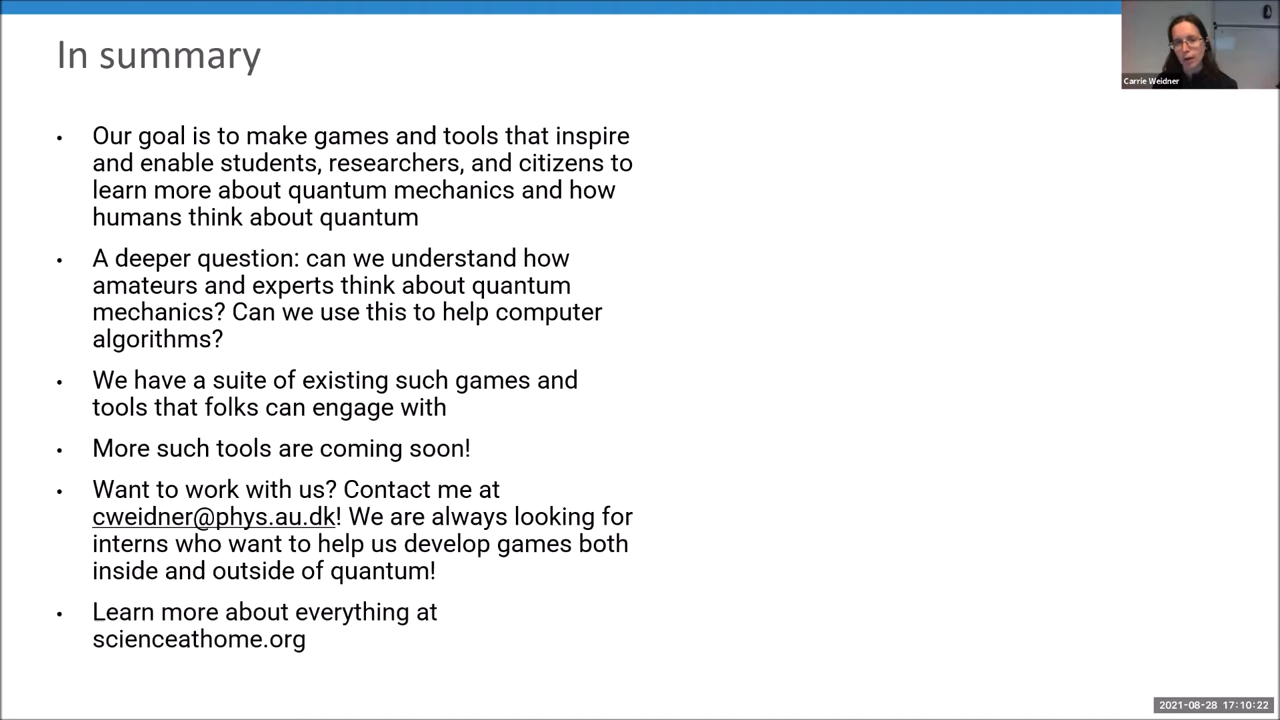 In summary
Carrie Weidner
• Our goal is to make games and tools that inspire
and enable students, researchers, and citizens to
learn more about quantum mechanics and how
humans think about quantum
• A deeper question: can we understand how
amateurs and experts think about quantum
mechanics? Can we use this to help computer
algorithms?
• We have a suite of existing such games and
tools that folks can engage with
• More such tools are coming soon!
• Want to work with us? Contact me at
cweidner@phys.au.dk! We are always looking for
interns who want to help us develop games both
inside and outside of quantum!
• Learn more about everything at
scienceathome.org
2021-08-28 17:10:22